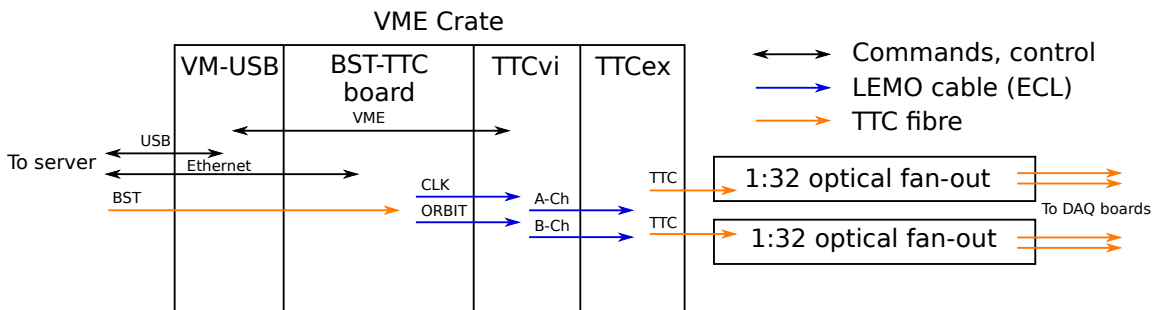 VME Crate
VM-USB
BST-TTC
board
TTCvi
TTCex
Commands, control
LEMO cable (ECL)
TTC fibre
VME
USB
To server
Ethernet
BST
CLK
ORBIT
A-Ch
B-Ch
TTC
TTC
1:32 optical fan-out
To DAQ boards
1:32 optical fan-out